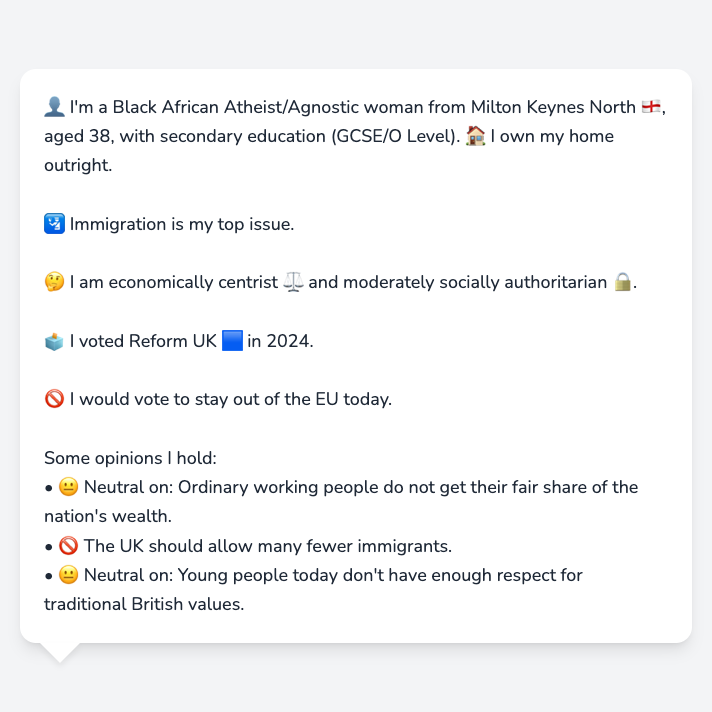 👤 I'm a Black African Atheist/Agnostic woman from Milton Keynes North 🏴󠁧󠁢󠁥󠁮󠁧󠁿,
aged 38, with secondary education (GCSE/O Level). 🏠 I own my home
outright.
🛂 Immigration is my top issue.
🤔 I am economically centrist ⚖️ and moderately socially authoritarian 🔒.
🗳️ I voted Reform UK 🟦 in 2024.
🚫 I would vote to stay out of the EU today.
Some opinions I hold:
• 😐 Neutral on: Ordinary working people do not get their fair share of the
nation's wealth.
• 🚫 The UK should allow many fewer immigrants.
• 😐 Neutral on: Young people today don't have enough respect for
traditional British values.